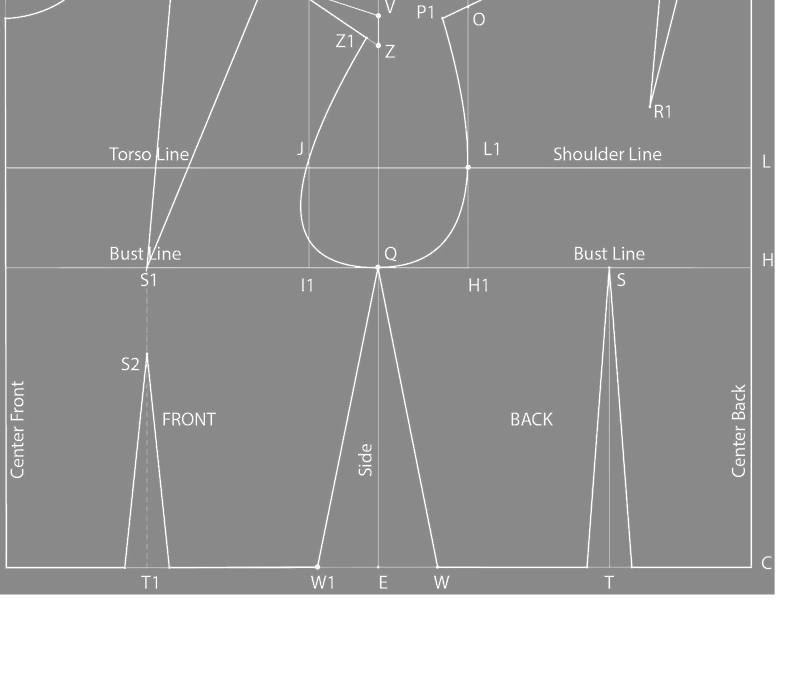 V
P1
O
Z1
Z
R1
Torso Line
J
L1
Shoulder Line
L
Bust Line
Q
Bust Line
H
S1
I1
H1
S
S2
Center Front
FRONT
Side
BACK
Center Back
C
T1
W1
E
W
T